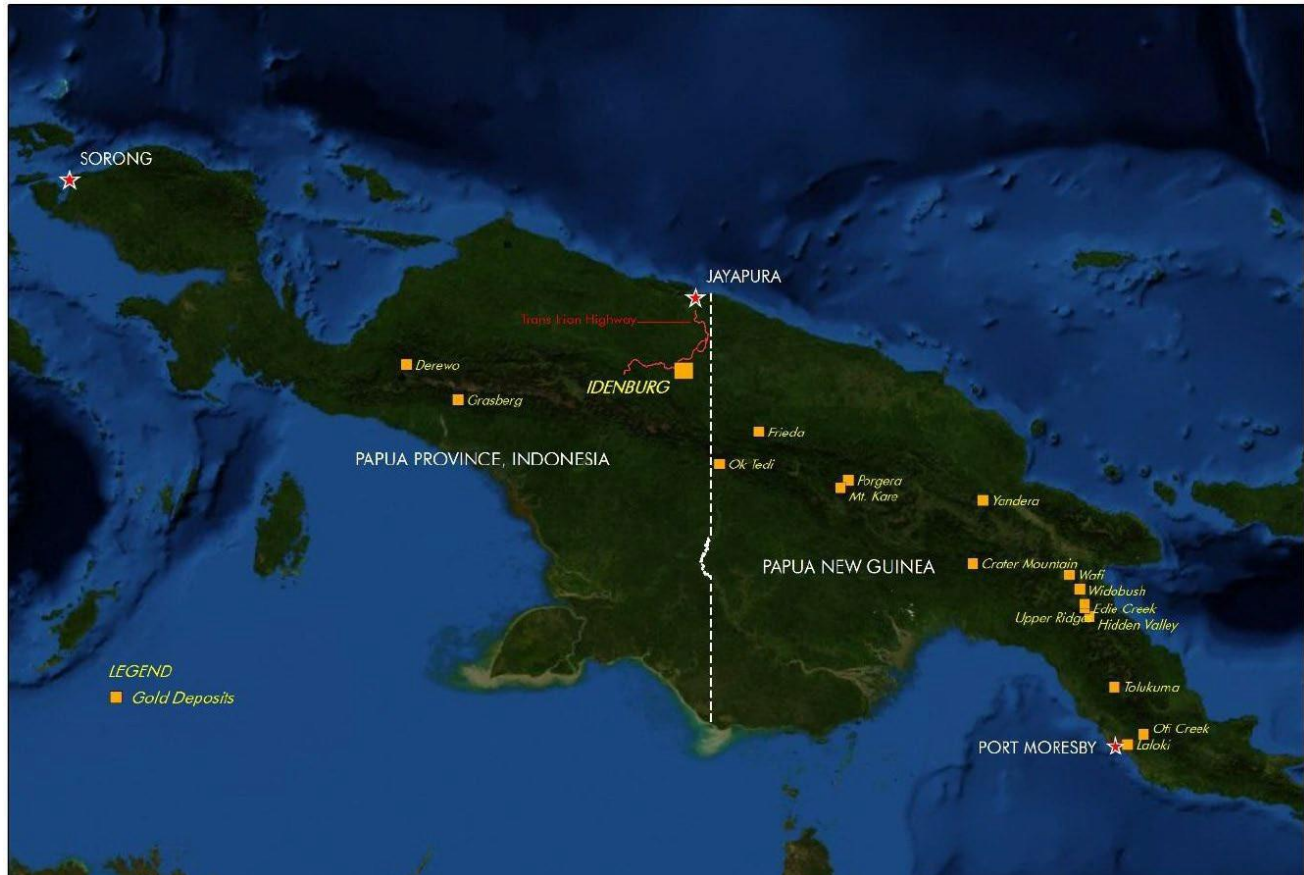 SORONG
JAYAPURA
Trans Irian Highway
Derewo
IDENBURG
Grasberg
Frieda
PAPUA PROVINCE, INDONESIA
Ok Tedi
Porgera
Mt. Kare
Yandera
Crater Mountain
PAPUA NEW GUINEA
Wafi
Widobush
Edie Creek
Upper Ridge
Hidden Valley
LEGEND
Gold Deposits
Tolukuma
Ofi Creek
PORT MORESBY
Laloki